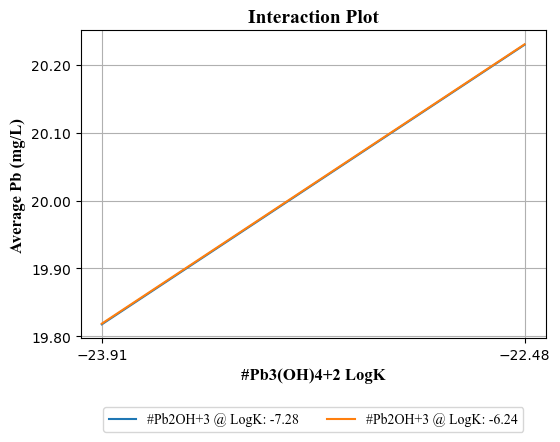 Interaction Plot
Average Pb (mg/L)
20.20
20.10
20.00
19.90
19.80
−23.91
−22.48
#Pb3(OH)4+2 LogK
#Pb2OH+3 @ LogK: -7.28
#Pb2OH+3 @ LogK: -6.24